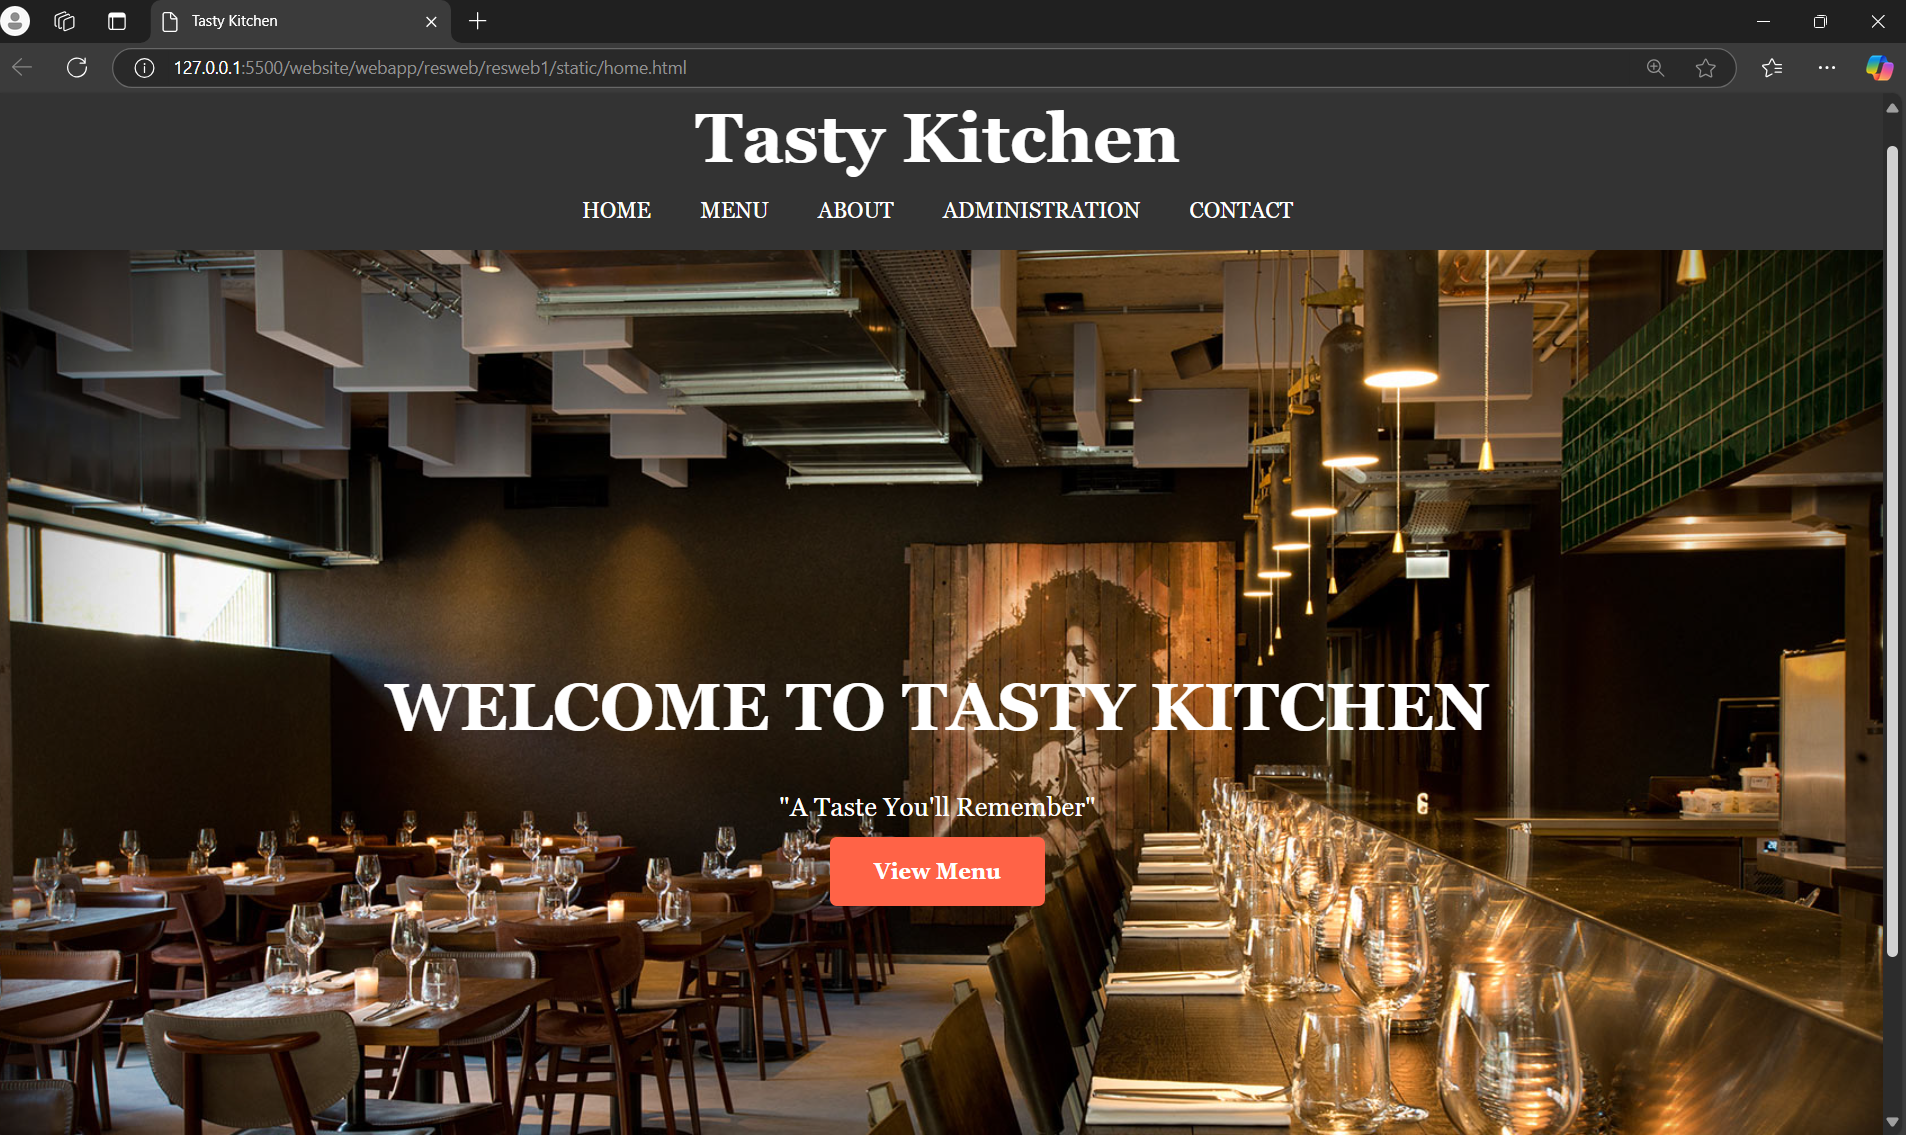 Tasty Kitchen
127.0.0.1:5500/website/webapp/resweb/resweb1/static/home.html
Tasty Kitchen
HOME MENU ABOUT ADMINISTRATION CONTACT
WELCOME TO TASTY KITCHEN
"A Taste You'll Remember"
View Menu